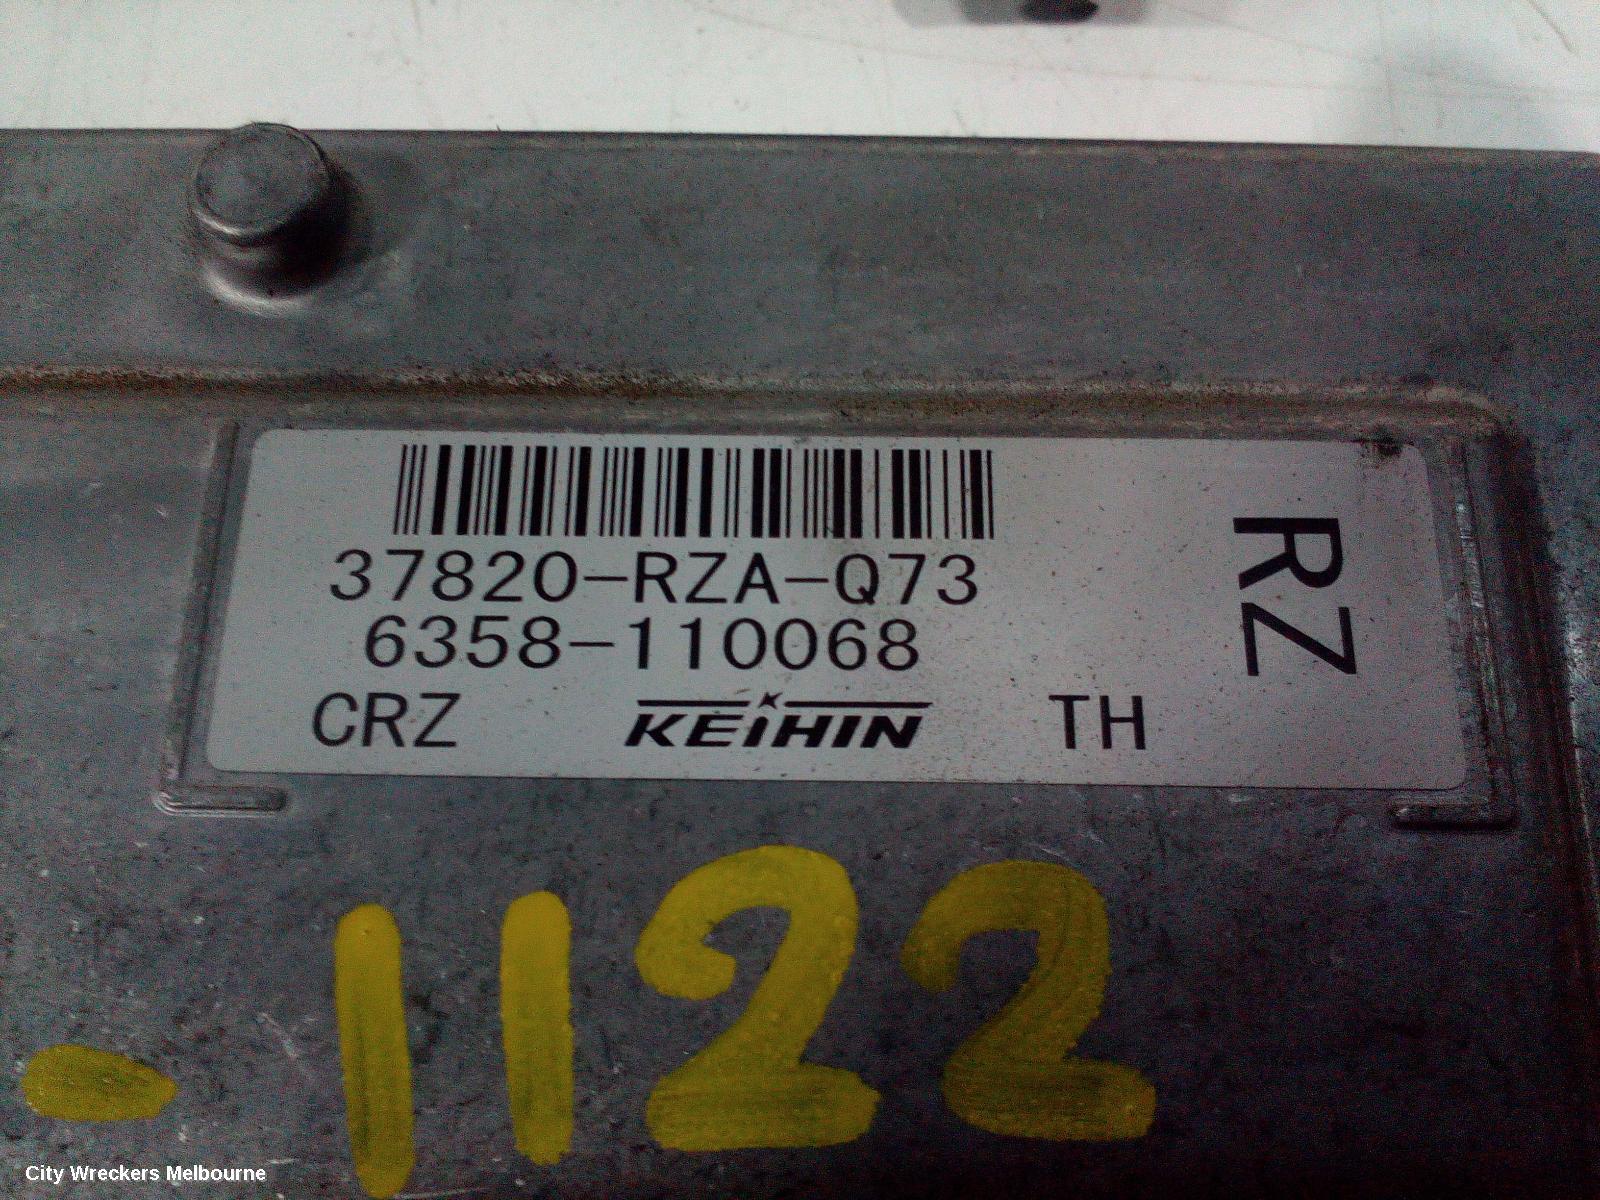 37820-RZA-Q73
6358-110068
CRZ KEIHIN TH
RZ
-1122
City Wreckers Melbourne